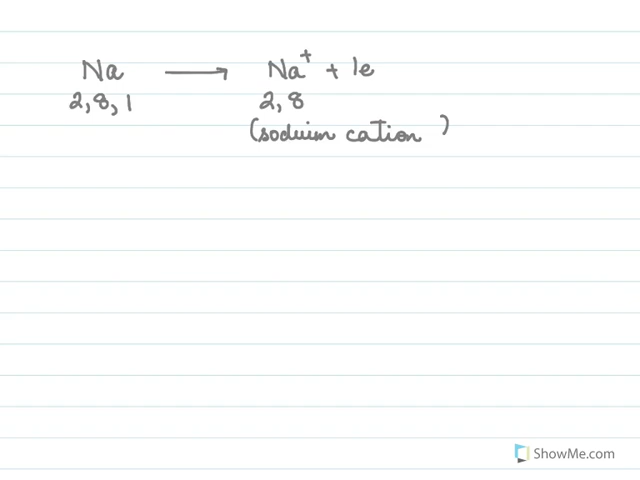 Na ⟶ Na⁺ + 1e
2, 8, 1 2, 8
(soduim cation )
ShowMe.com